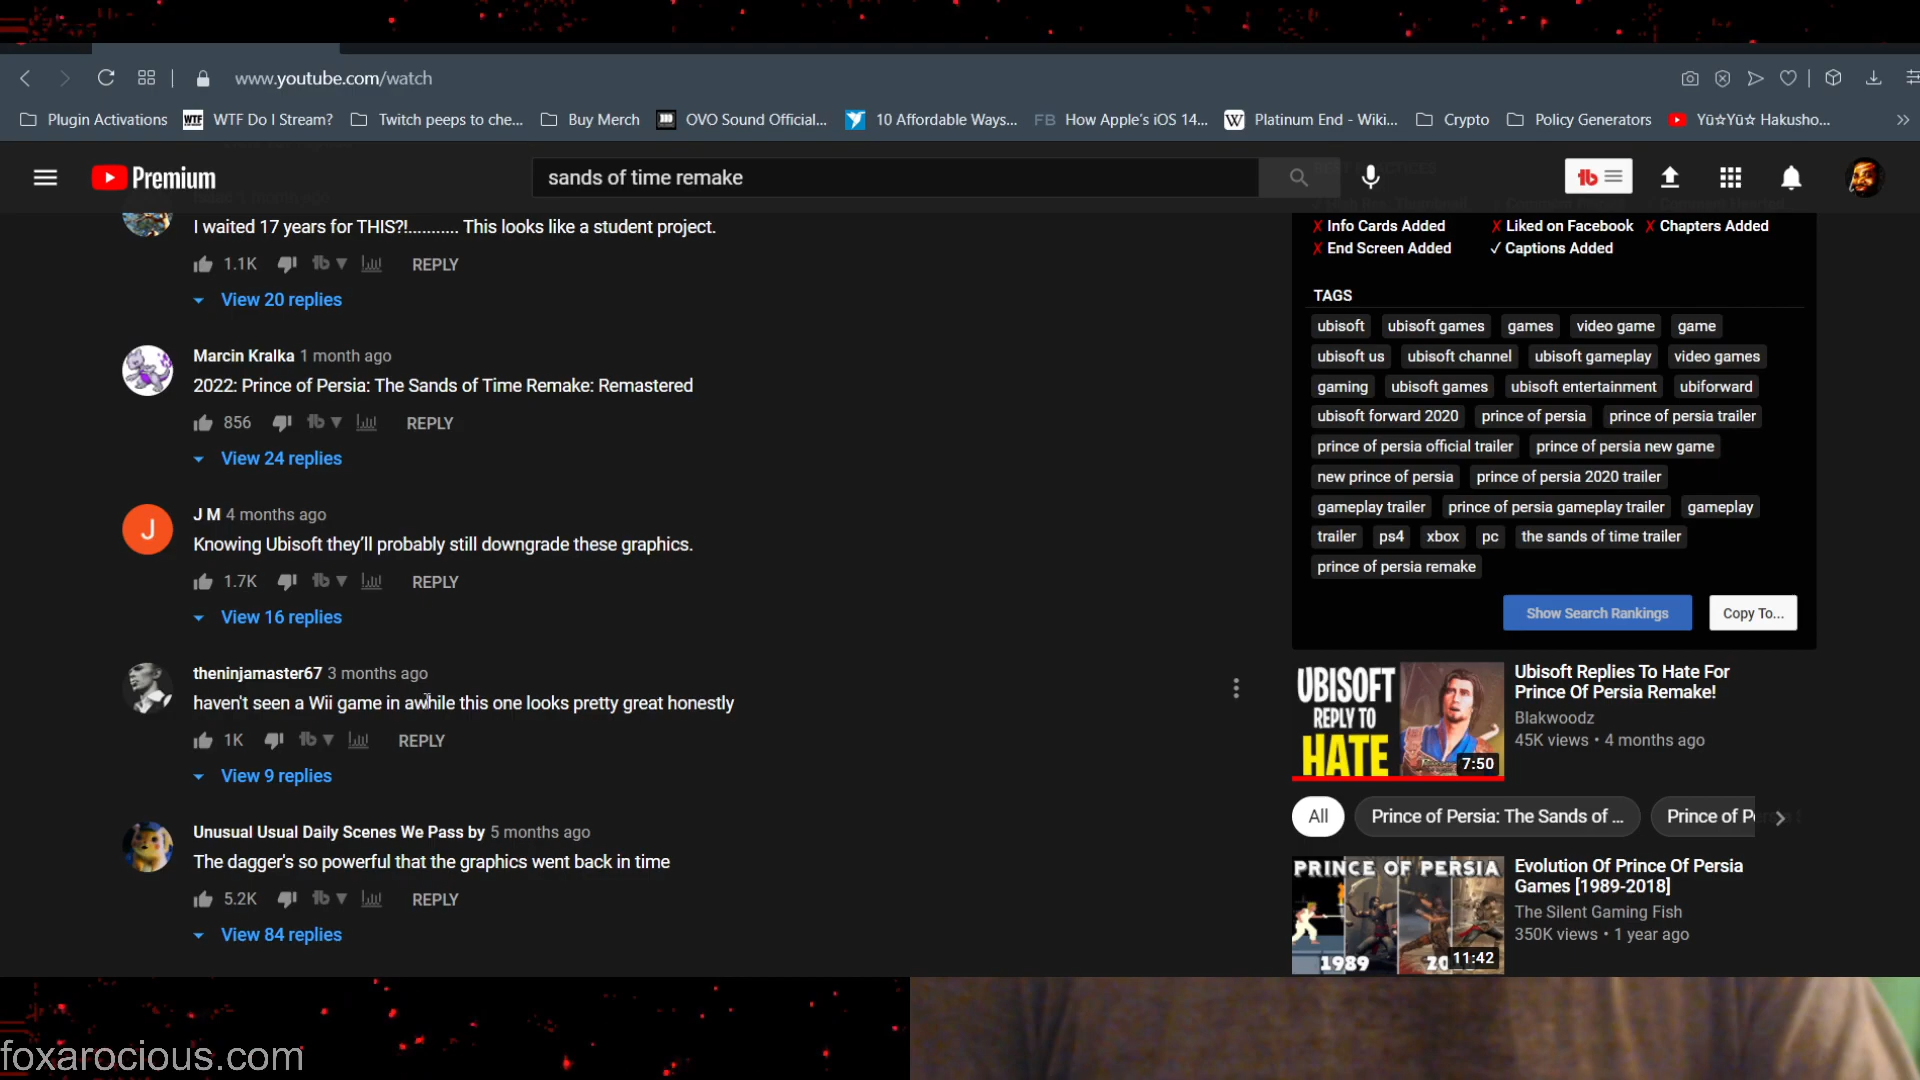 www.youtube.com/watch
Plugin Activations
WTF
WTF Do I Stream?
Twitch peeps to che...
Buy Merch
OVO Sound Official...
10 Affordable Ways...
FB
How Apple's iOS 14...
W
Platinum End - Wiki...
Crypto
Policy Generators
Yū☆Yū☆ Hakusho...
Premium
sands of time remake
I waited 17 years for THIS?!........... This looks like a student project.
1.1K
REPLY
View 20 replies
Marcin Kralka 1 month ago
2022: Prince of Persia: The Sands of Time Remake: Remastered
856
REPLY
View 24 replies
J
J M 4 months ago
Knowing Ubisoft they'll probably still downgrade these graphics.
1.7K
REPLY
View 16 replies
theninjamaster67 3 months ago
haven't seen a Wii game in awhile this one looks pretty great honestly
1K
REPLY
View 9 replies
Unusual Usual Daily Scenes We Pass by 5 months ago
The dagger's so powerful that the graphics went back in time
5.2K
REPLY
View 84 replies
✗ Info Cards Added ✗ Liked on Facebook ✗ Chapters Added
✗ End Screen Added ✓ Captions Added
TAGS
ubisoft ubisoft games games video game game
ubisoft us ubisoft channel ubisoft gameplay video games
gaming ubisoft games ubisoft entertainment ubiforward
ubisoft forward 2020 prince of persia prince of persia trailer
prince of persia official trailer prince of persia new game
new prince of persia prince of persia 2020 trailer
gameplay trailer prince of persia gameplay trailer gameplay
trailer ps4 xbox pc the sands of time trailer
prince of persia remake
Show Search Rankings Copy To...
UBISOFT
REPLY TO
HATE
7:50
Ubisoft Replies To Hate For
Prince Of Persia Remake!
Blakwoodz
45K views • 4 months ago
All Prince of Persia: The Sands of ... Prince of Pe
PRINCE OF PERSIA
1989
11:42
Evolution Of Prince Of Persia
Games [1989-2018]
The Silent Gaming Fish
350K views • 1 year ago
foxarocious.com